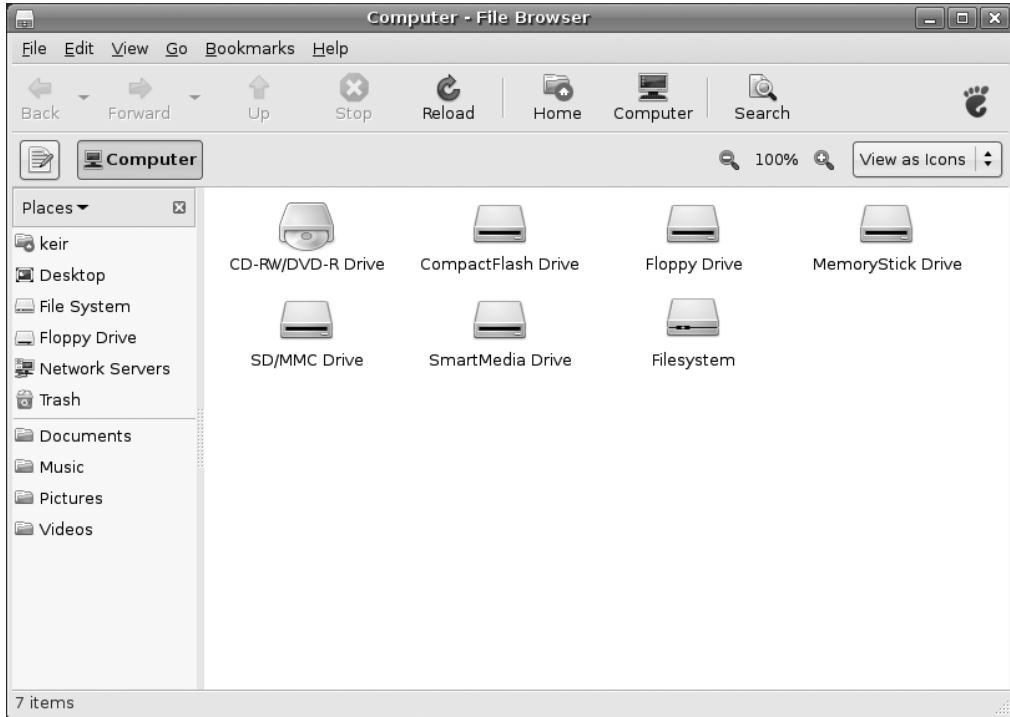 Computer - File Browser
File Edit View Go Bookmarks Help
Back Forward Up Stop Reload Home Computer Search
Computer 100% View as Icons
Places
keir
Desktop
File System
Floppy Drive
Network Servers
Trash
Documents
Music
Pictures
Videos
CD-RW/DVD-R Drive CompactFlash Drive Floppy Drive MemoryStick Drive
SD/MMC Drive SmartMedia Drive Filesystem
7 items